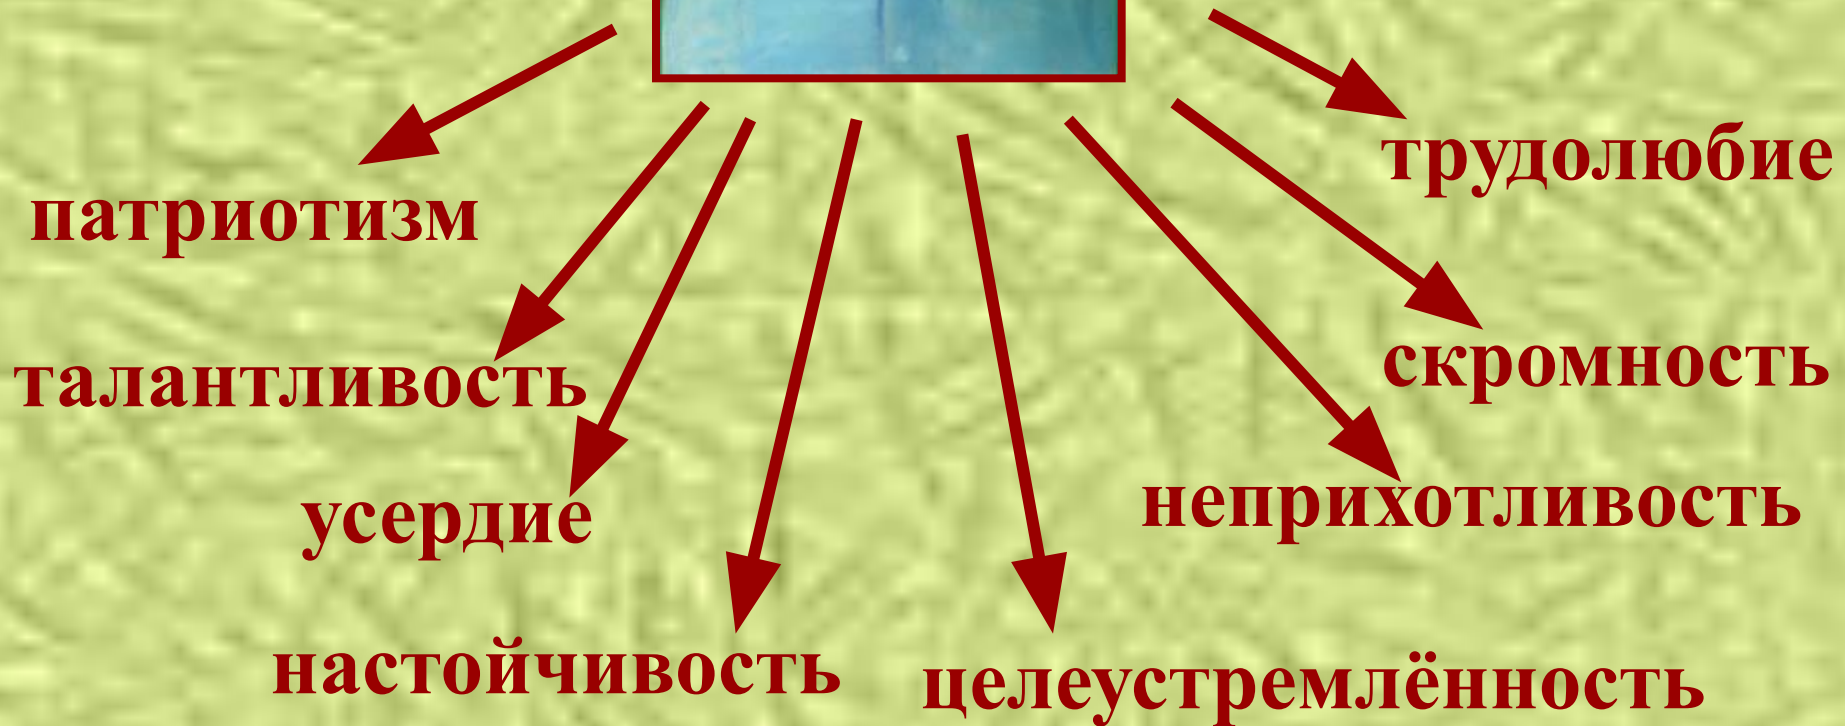 трудолюбие
патриотизм
скромность
талантливость
неприхотливость
усердие
настойчивость
целеустремлённость